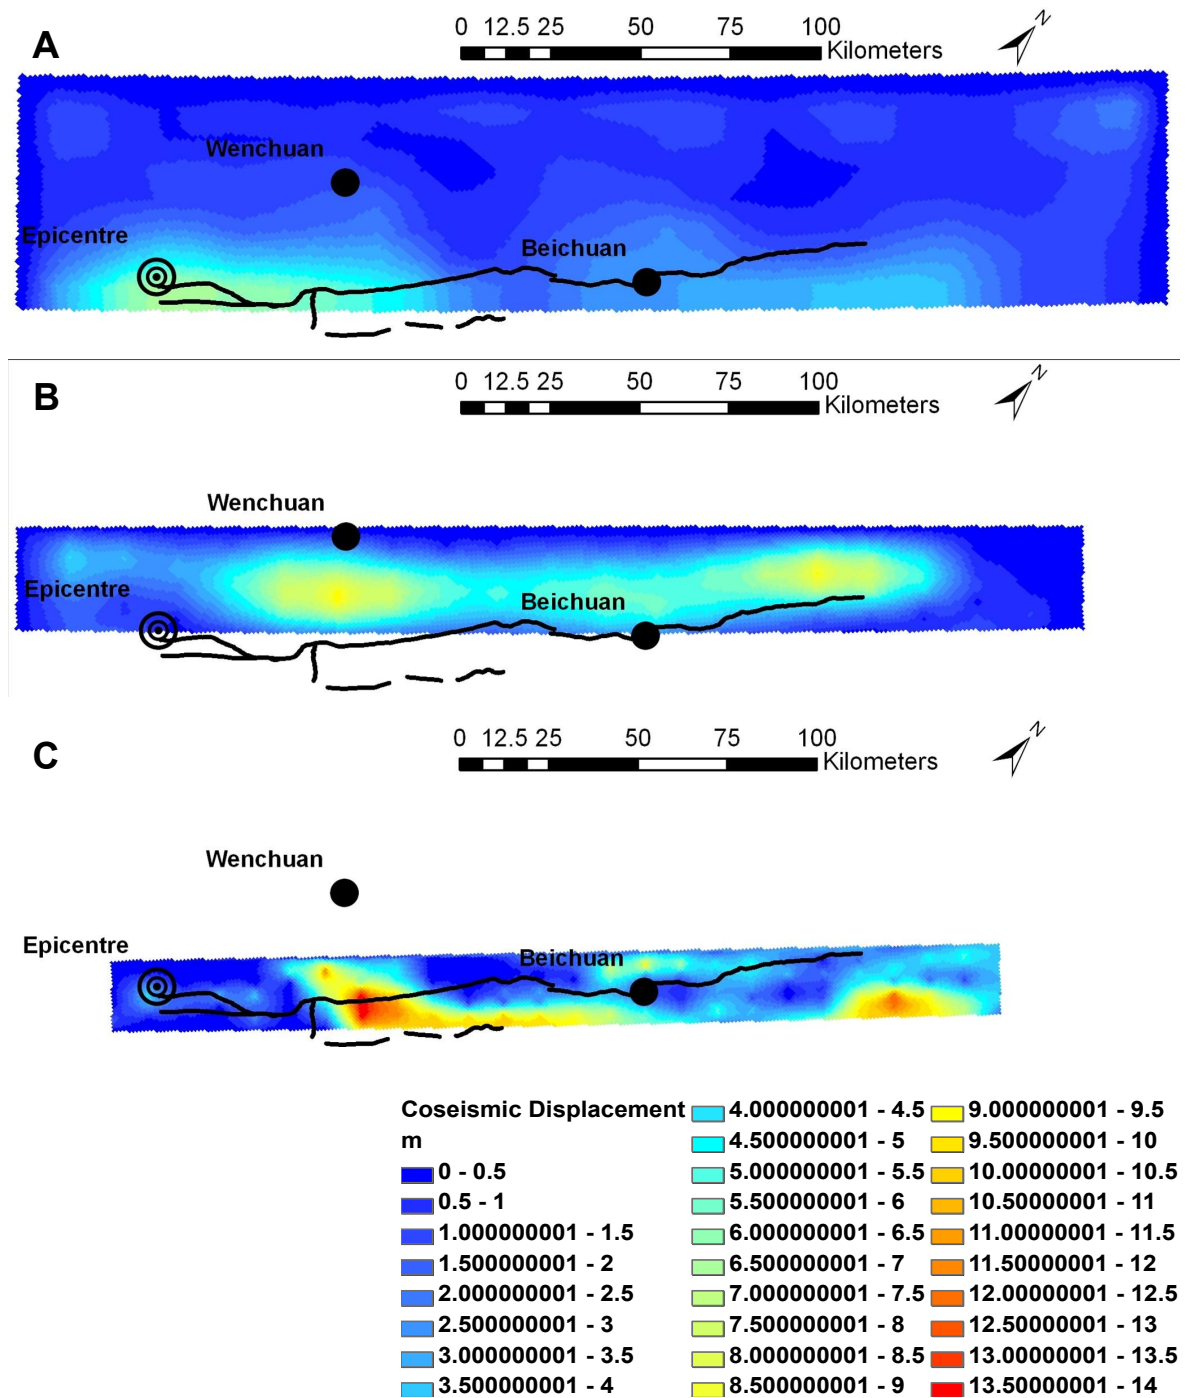 A
0 12.5 25 50 75 100
Kilometers
N
Wenchuan
Epicentre
Beichuan
B
0 12.5 25 50 75 100
Kilometers
N
Wenchuan
Epicentre
Beichuan
C
0 12.5 25 50 75 100
Kilometers
N
Wenchuan
Epicentre
Beichuan
Coseismic Displacement
m
0 - 0.5
0.5 - 1
1.000000001 - 1.5
1.500000001 - 2
2.000000001 - 2.5
2.500000001 - 3
3.000000001 - 3.5
3.500000001 - 4
4.000000001 - 4.5
4.500000001 - 5
5.000000001 - 5.5
5.500000001 - 6
6.000000001 - 6.5
6.500000001 - 7
7.000000001 - 7.5
7.500000001 - 8
8.000000001 - 8.5
8.500000001 - 9
9.000000001 - 9.5
9.500000001 - 10
10.00000001 - 10.5
10.50000001 - 11
11.00000001 - 11.5
11.50000001 - 12
12.00000001 - 12.5
12.50000001 - 13
13.00000001 - 13.5
13.50000001 - 14